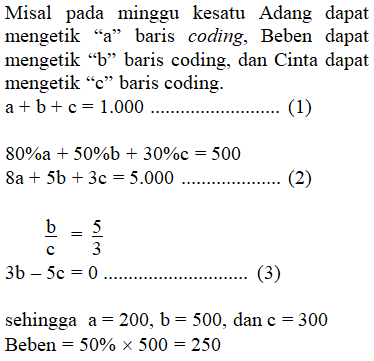 Misal pada minggu kesatu Adang dapat
mengetik “a” baris coding, Beben dapat
mengetik “b” baris coding, dan Cinta dapat
mengetik “c” baris coding.
a + b + c = 1.000 .......................... (1)
80%a + 50%b + 30%c = 500
8a + 5b + 3c = 5.000 .................... (2)
b/c = 5/3
3b – 5c = 0 ............................. (3)
sehingga a = 200, b = 500, dan c = 300
Beben = 50% × 500 = 250